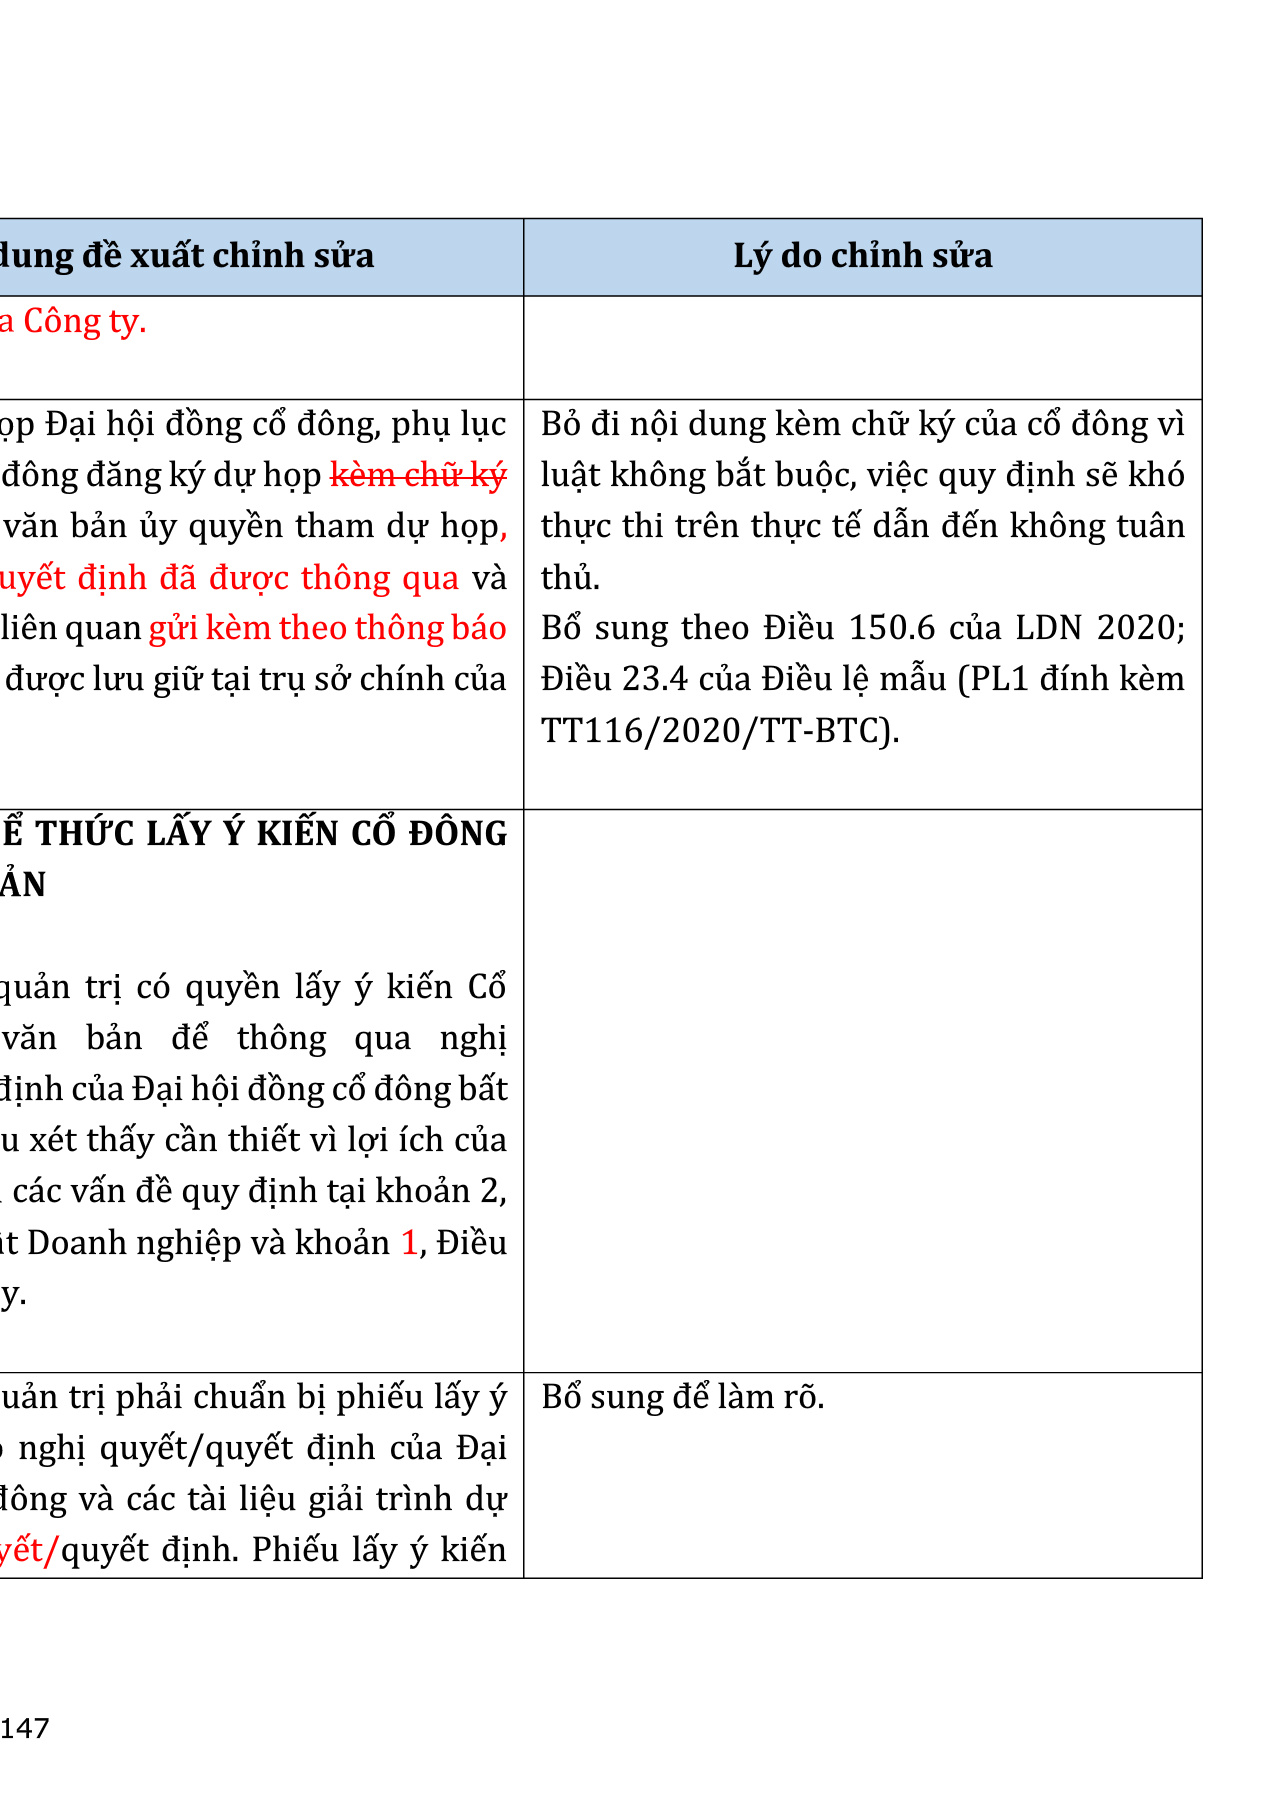 dung đề xuất chỉnh sửa
Lý do chỉnh sửa
a Công ty.
ọp Đại hội đồng cổ đông, phụ lục
đông đăng ký dự họp kèm chữ ký
văn bản ủy quyền tham dự họp,
uyết định đã được thông qua và
liên quan gửi kèm theo thông báo
được lưu giữ tại trụ sở chính của
Bỏ đi nội dung kèm chữ ký của cổ đông vì
luật không bắt buộc, việc quy định sẽ khó
thực thi trên thực tế dẫn đến không tuân
thủ.
Bổ sung theo Điều 150.6 của LDN 2020;
Điều 23.4 của Điều lệ mẫu (PL1 đính kèm
TT116/2020/TT-BTC).
Ể THỨC LẤY Ý KIẾN CỔ ĐÔNG
ẢN
quản trị có quyền lấy ý kiến Cổ
văn bản để thông qua nghị
định của Đại hội đồng cổ đông bất
u xét thấy cần thiết vì lợi ích của
các vấn đề quy định tại khoản 2,
ật Doanh nghiệp và khoản 1, Điều
y.
uản trị phải chuẩn bị phiếu lấy ý
nghị quyết/quyết định của Đại
đông và các tài liệu giải trình dự
yết/quyết định. Phiếu lấy ý kiến
Bổ sung để làm rõ.
147